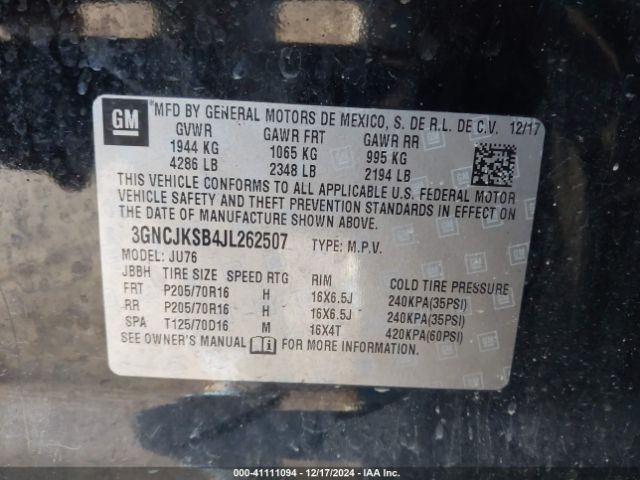 GM
MFD BY GENERAL MOTORS DE MEXICO, S. DE R.L. DE C.V. 12/17
GVWR GAWR FRT GAWR RR
1944 KG 1065 KG 995 KG
4286 LB 2348 LB 2194 LB
THIS VEHICLE CONFORMS TO ALL APPLICABLE U.S. FEDERAL MOTOR
VEHICLE SAFETY AND THEFT PREVENTION STANDARDS IN EFFECT ON
THE DATE OF MANUFACTURE SHOWN ABOVE.
3GNCJKSB4JL262507 TYPE: M.P.V.
MODEL: JU76
JBBH TIRE SIZE SPEED RTG RIM COLD TIRE PRESSURE
FRT P205/70R16 H 16X6.5J 240KPA(35PSI)
RR P205/70R16 H 16X6.5J 240KPA(35PSI)
SPA T125/70D16 M 16X4T 420KPA(60PSI)
SEE OWNER'S MANUAL FOR MORE INFORMATION.
000-41111094 - 12/17/2024 - IAA Inc.